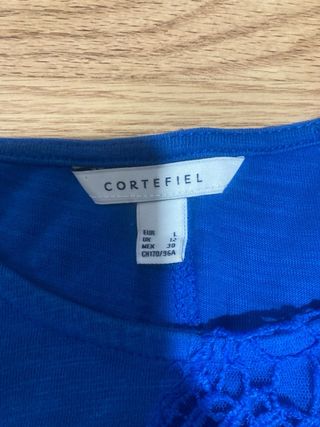 CORTEFIEL
EUR L
UK 12
MEX 30
CH170/96A